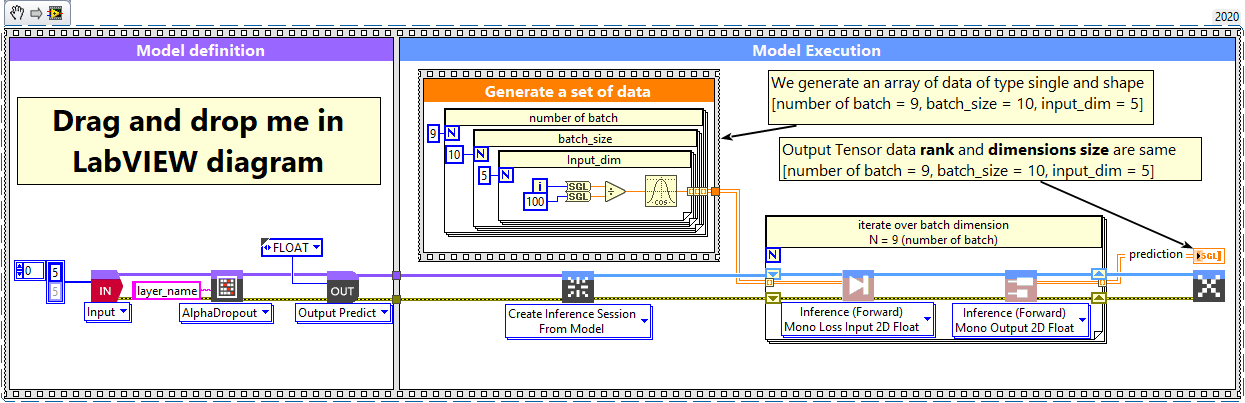 2020
Model definition
Model Execution
Drag and drop me in
LabVIEW diagram
Generate a set of data
number of batch
9
N
batch_size
10
N
Input_dim
5
N
i
SGL
100
SGL
÷
COS
We generate an array of data of type single and shape
[number of batch = 9, batch_size = 10, input_dim = 5]
Output Tensor data rank and dimensions size are same
[number of batch = 9, batch_size = 10, input_dim = 5]
iterate over batch dimension
N = 9 (number of batch)
N
prediction
SGL
FLOAT
0
5
5
IN
Input
layer_name
AlphaDropout
OUT
Output Predict
Create Inference Session
From Model
Inference (Forward)
Mono Loss Input 2D Float
Inference (Forward)
Mono Output 2D Float